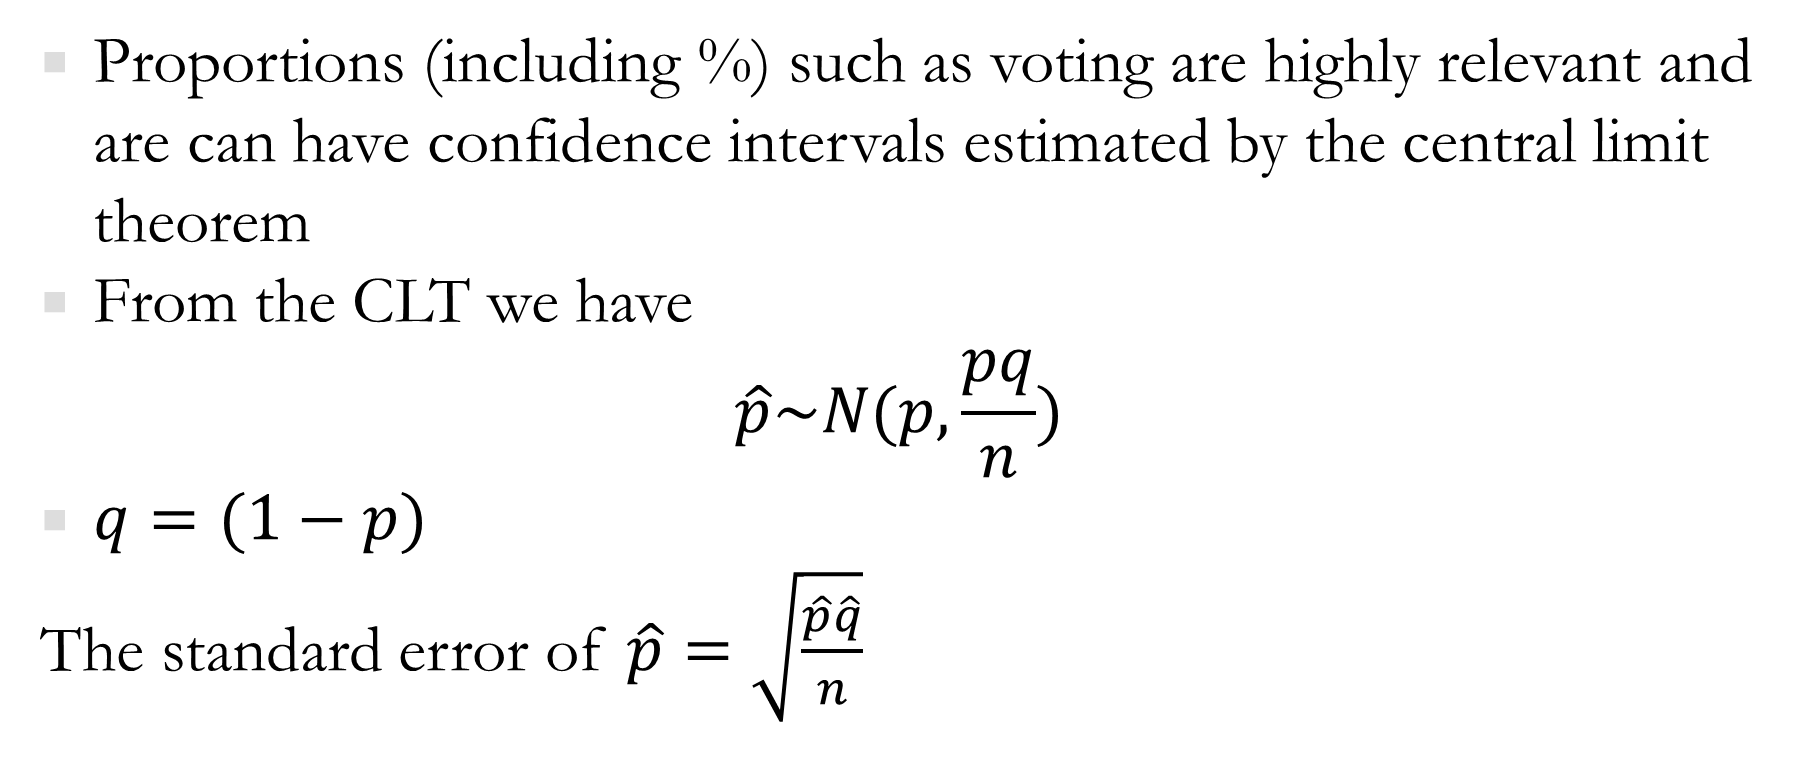 ▪ Proportions (including %) such as voting are highly relevant and
are can have confidence intervals estimated by the central limit
theorem
▪ From the CLT we have
p̂~N(p, pq/n)
▪ q = (1 − p)
The standard error of p̂ = √(p̂q̂/n)